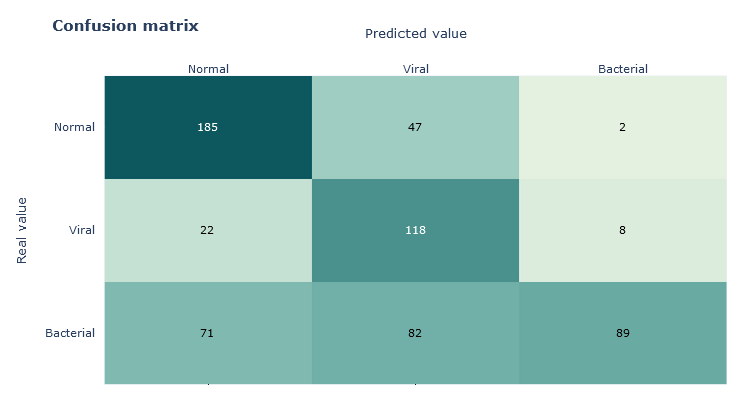 Confusion matrix
Predicted value
Normal Viral Bacterial
Normal 185 47 2
Viral 22 118 8
Bacterial 71 82 89
Real value